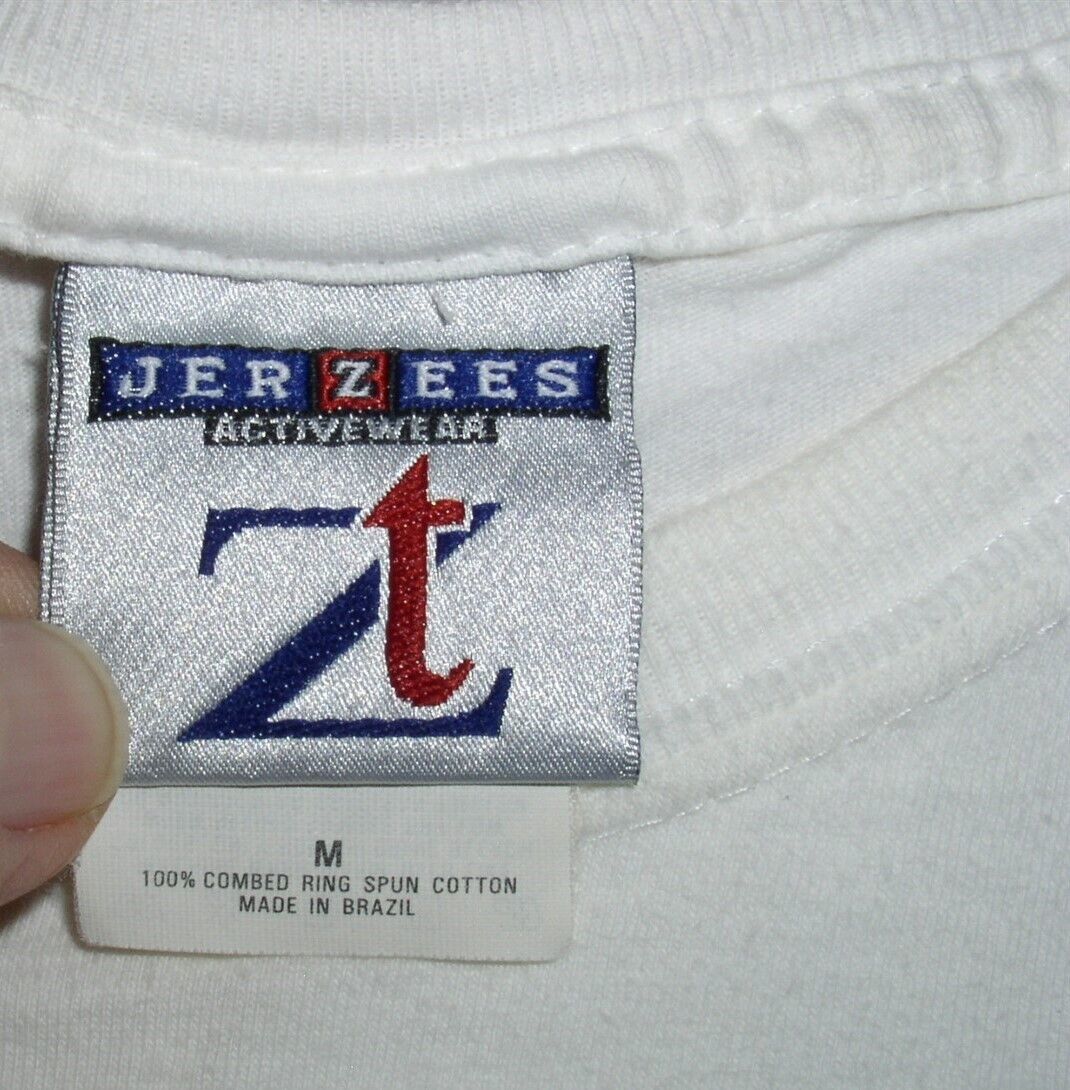 JERZEES
ACTIVEWEAR
Zt
M
100% COMBED RING SPUN COTTON
MADE IN BRAZIL